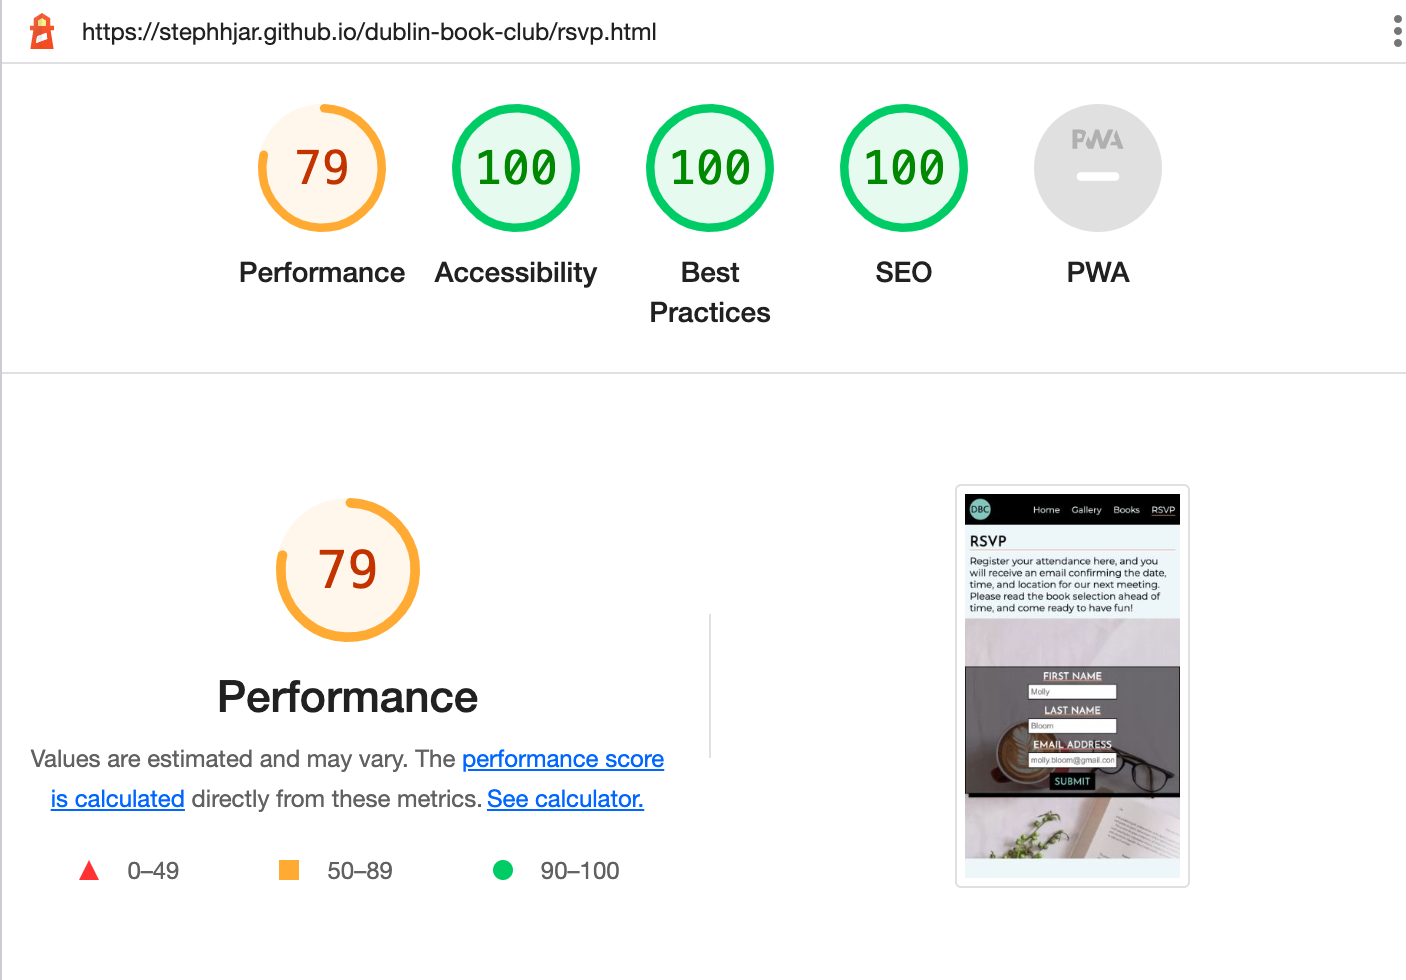 https://stephhjar.github.io/dublin-book-club/rsvp.html
79
100
100
100
PWA
Performance
Accessibility
Best
Practices
SEO
PWA
79
Performance
Values are estimated and may vary. The performance score
is calculated directly from these metrics. See calculator.
0–49
50–89
90–100
DBC
Home
Gallery
Books
RSVP
RSVP
Register your attendance here, and you
will receive an email confirming the date,
time, and location for our next meeting.
Please read the book selection ahead of
time, and come ready to have fun!
FIRST NAME
Molly
LAST NAME
Bloom
EMAIL ADDRESS
molly.bloom@gmail.con
SUBMIT